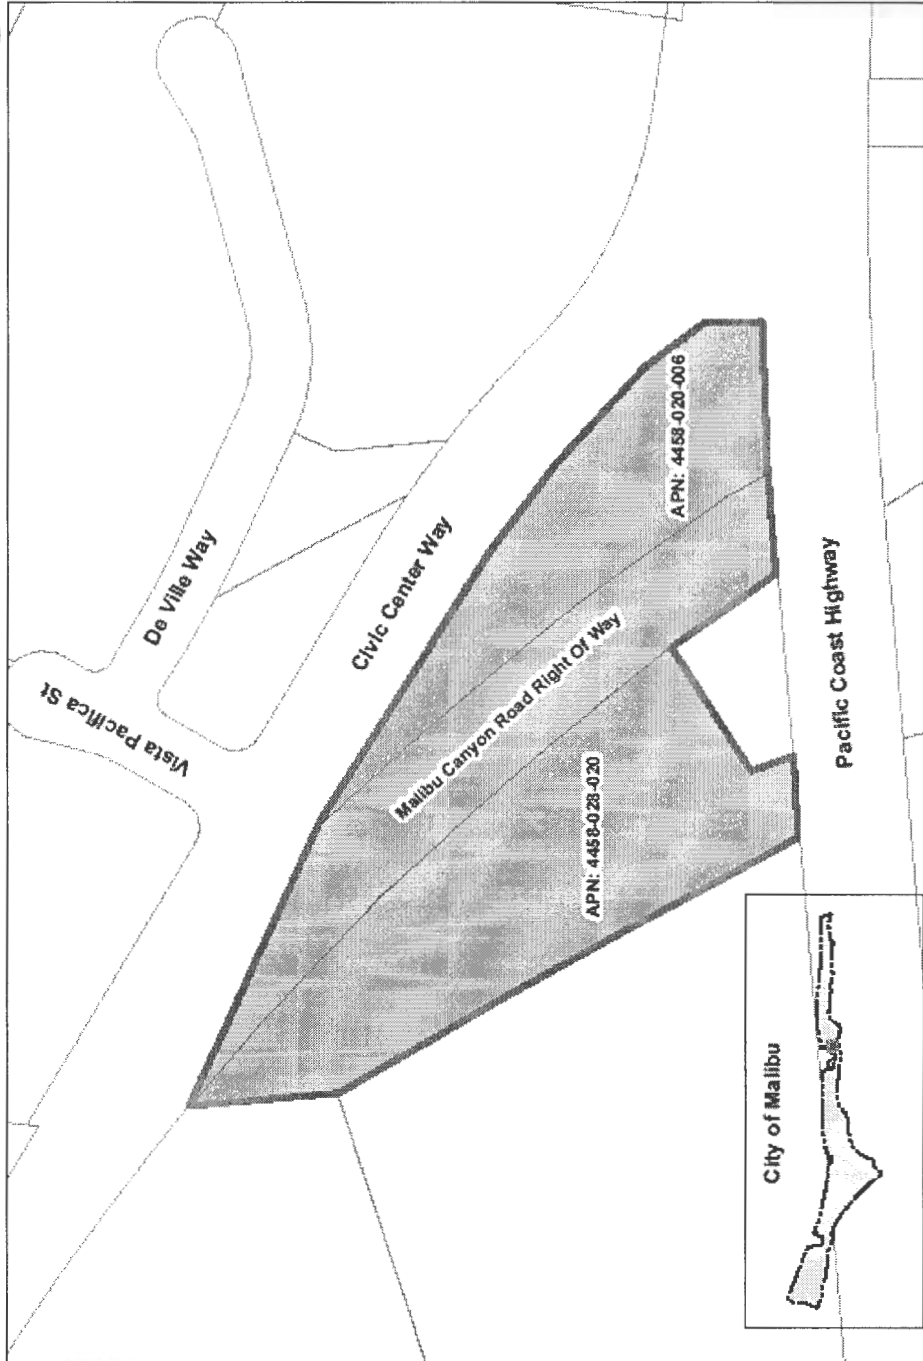 Vista Pacifica St
De Ville Way
Civic Center Way
Malibu Canyon Road Right Of Way
APN: 4458-028-020
APN: 4458-020-006
Pacific Coast Highway
City of Malibu